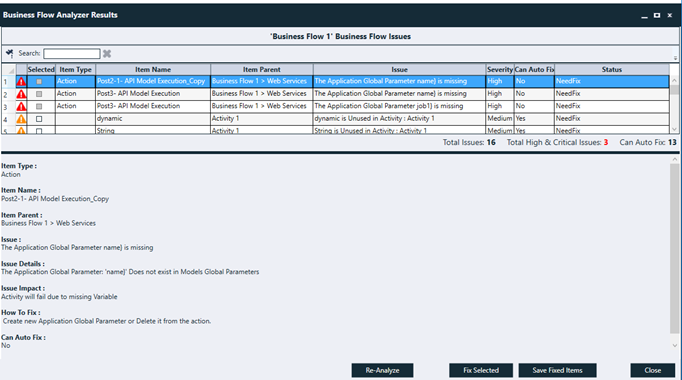 Business Flow Analyzer Results
'Business Flow 1' Business Flow Issues
Search:
Selected Item Type Item Name Item Parent Issue Severity Can Auto Fix Status
1 Action Post2-1- API Model Execution_Copy Business Flow 1 > Web Services The Application Global Parameter name} is missing High No NeedFix
2 Action Post3- API Model Execution Business Flow 1 > Web Services The Application Global Parameter name} is missing High No NeedFix
3 Action Post3- API Model Execution Business Flow 1 > Web Services The Application Global Parameter job1} is missing High No NeedFix
4 dynamic Activity 1 dynamic is Unused in Activity : Activity 1 Medium Yes NeedFix
5 String Activity 1 String is Unused in Activity : Activity 1 Medium Yes NeedFix
Total Issues: 16 Total High & Critical Issues: 3 Can Auto Fix: 13
Item Type :
Action
Item Name :
Post2-1- API Model Execution_Copy
Item Parent :
Business Flow 1 > Web Services
Issue :
The Application Global Parameter name} is missing
Issue Details :
The Application Global Parameter: 'name}' Does not exist in Models Global Parameters
Issue Impact :
Activity will fail due to missing Variable
How To Fix :
Create new Application Global Parameter or Delete it from the action.
Can Auto Fix :
No
Re-Analyze Fix Selected Save Fixed Items Close